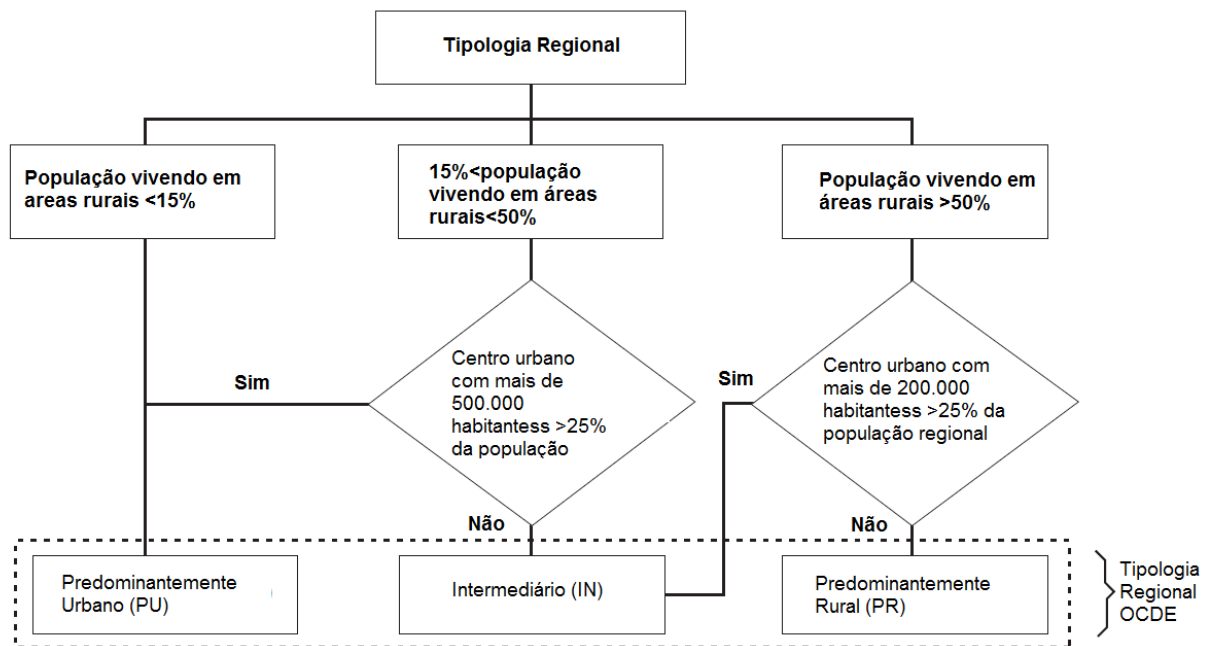 Tipologia Regional
População vivendo em
areas rurais <15%
15%<população
vivendo em áreas
rurais<50%
População vivendo em
áreas rurais >50%
Sim
Centro urbano
com mais de
500.000
habitantess >25%
da população
Sim
Centro urbano com
mais de 200.000
habitantess >25% da
população regional
Não
Não
Predominantemente
Urbano (PU)
Intermediário (IN)
Predominantemente
Rural (PR)
Tipologia
Regional
OCDE